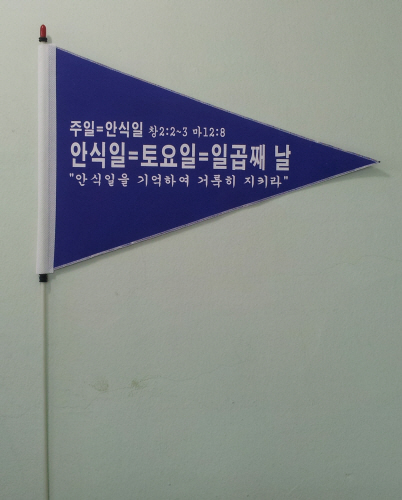 주일=안식일 창2:2~3 마12:8
안식일=토요일=일곱째 날
"안식일을 기억하여 거룩히 지키라"